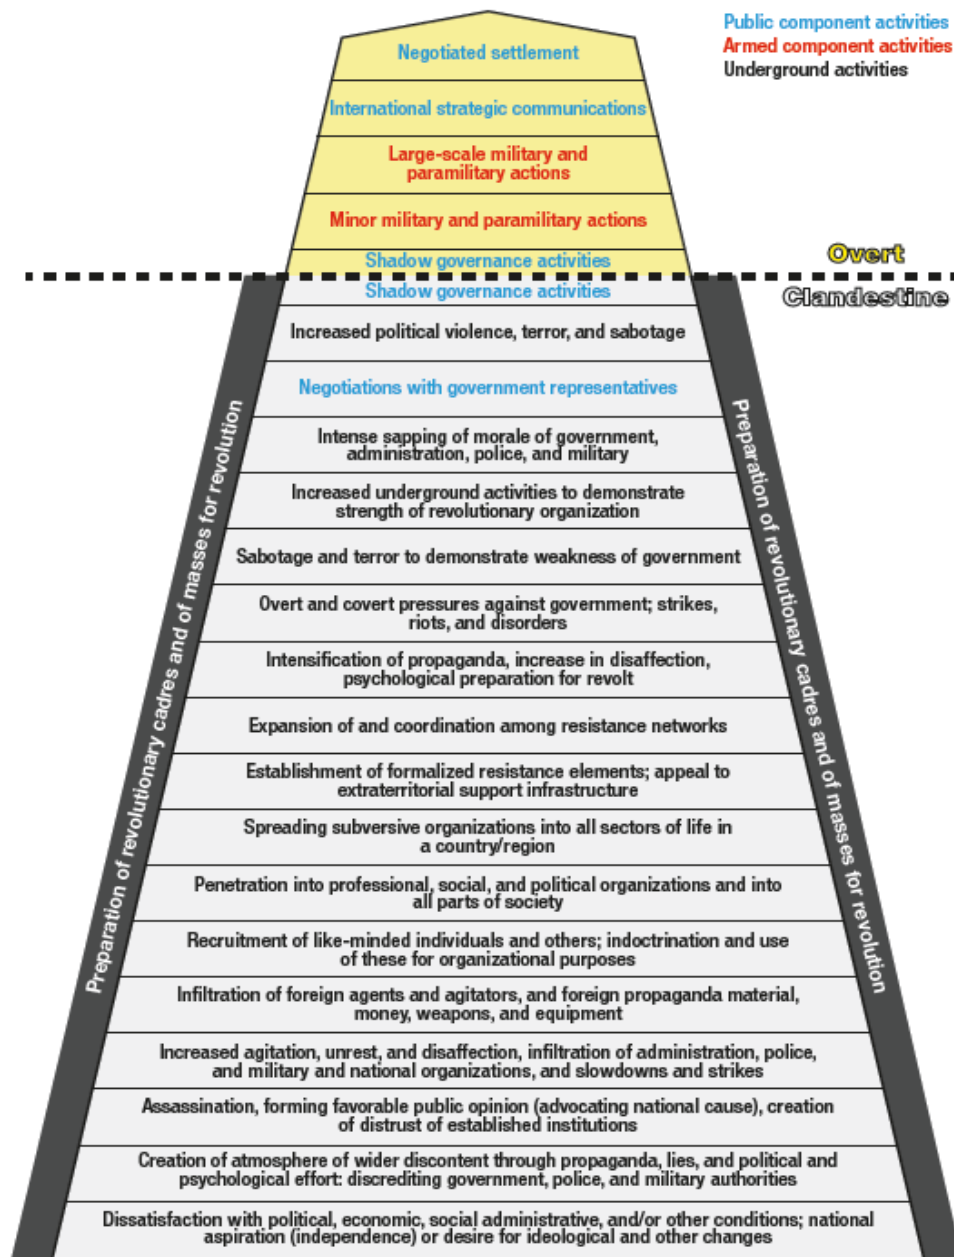 Public component activities
Armed component activities
Underground activities
Negotiated settlement
International strategic communications
Large-scale military and
paramilitary actions
Minor military and paramilitary actions
Shadow governance activities
Overt
Clandestine
Shadow governance activities
Increased political violence, terror, and sabotage
Negotiations with government representatives
Intense sapping of morale of government,
administration, police, and military
Increased underground activities to demonstrate
strength of revolutionary organization
Sabotage and terror to demonstrate weakness of government
Overt and covert pressures against government; strikes,
riots, and disorders
Intensification of propaganda, increase in disaffection,
psychological preparation for revolt
Expansion of and coordination among resistance networks
Establishment of formalized resistance elements; appeal to
extraterritorial support infrastructure
Spreading subversive organizations into all sectors of life in
a country/region
Penetration into professional, social, and political organizations and into
all parts of society
Recruitment of like-minded individuals and others; indoctrination and use
of these for organizational purposes
Infiltration of foreign agents and agitators, and foreign propaganda material,
money, weapons, and equipment
Increased agitation, unrest, and disaffection, infiltration of administration, police,
and military and national organizations, and slowdowns and strikes
Assassination, forming favorable public opinion (advocating national cause), creation
of distrust of established institutions
Creation of atmosphere of wider discontent through propaganda, lies, and political and
psychological effort: discrediting government, police, and military authorities
Dissatisfaction with political, economic, social administrative, and/or other conditions; national
aspiration (independence) or desire for ideological and other changes
Preparation of revolutionary cadres and of masses for revolution
Preparation of revolutionary cadres and of masses for revolution